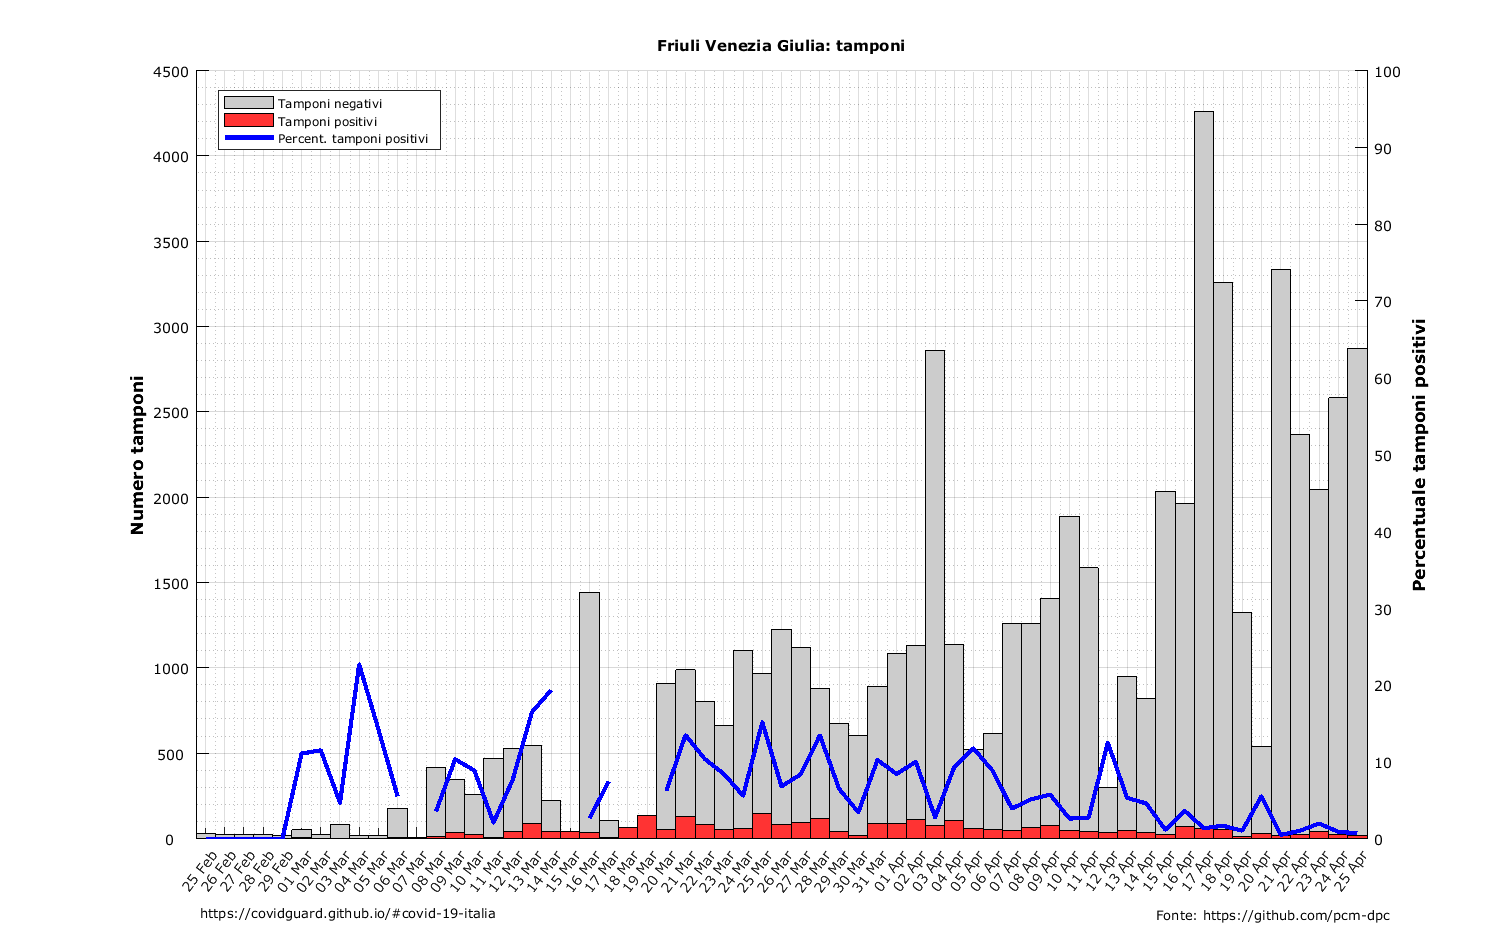 Friuli Venezia Giulia: tamponi
Tamponi negativi
Tamponi positivi
Percent. tamponi positivi
Numero tamponi
4500
4000
3500
3000
2500
2000
1500
1000
500
0
Percentuale tamponi positivi
100
90
80
70
60
50
40
30
20
10
0
25 Feb
26 Feb
27 Feb
28 Feb
29 Feb
01 Mar
02 Mar
03 Mar
04 Mar
05 Mar
06 Mar
07 Mar
08 Mar
09 Mar
10 Mar
11 Mar
12 Mar
13 Mar
14 Mar
15 Mar
16 Mar
17 Mar
18 Mar
19 Mar
20 Mar
21 Mar
22 Mar
23 Mar
24 Mar
25 Mar
26 Mar
27 Mar
28 Mar
29 Mar
30 Mar
31 Mar
01 Apr
02 Apr
03 Apr
04 Apr
05 Apr
06 Apr
07 Apr
08 Apr
09 Apr
10 Apr
11 Apr
12 Apr
13 Apr
14 Apr
15 Apr
16 Apr
17 Apr
18 Apr
19 Apr
20 Apr
21 Apr
22 Apr
23 Apr
24 Apr
25 Apr
https://covidguard.github.io/#covid-19-italia
Fonte: https://github.com/pcm-dpc